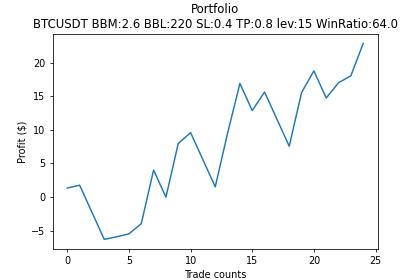 Portfolio
BTCUSDT BBM:2.6 BBL:220 SL:0.4 TP:0.8 lev:15 WinRatio:64.0
Profit ($)
20
15
10
5
0
−5
0 5 10 15 20 25
Trade counts